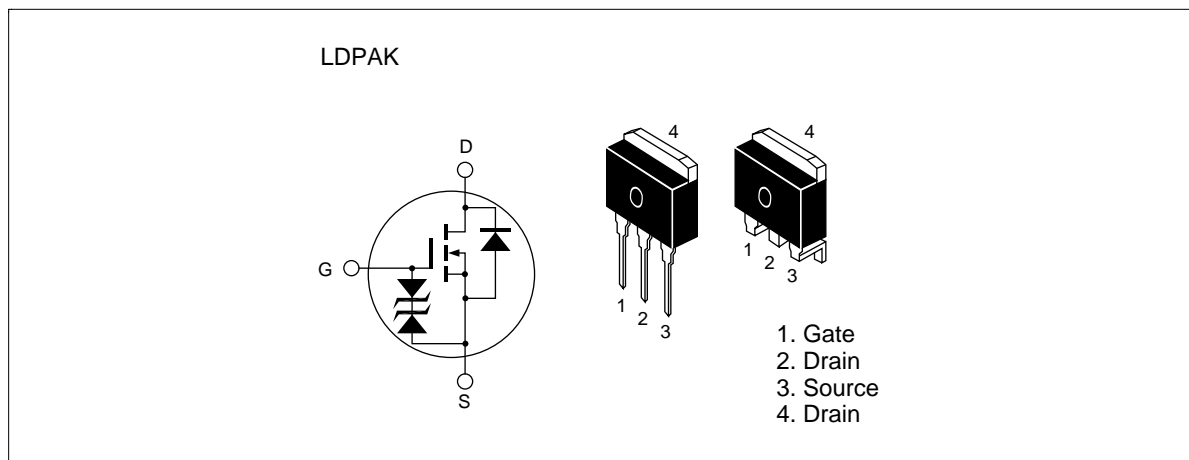 LDPAK
D
G
S
4
4
1
2
3
1
2
3
1. Gate
2. Drain
3. Source
4. Drain